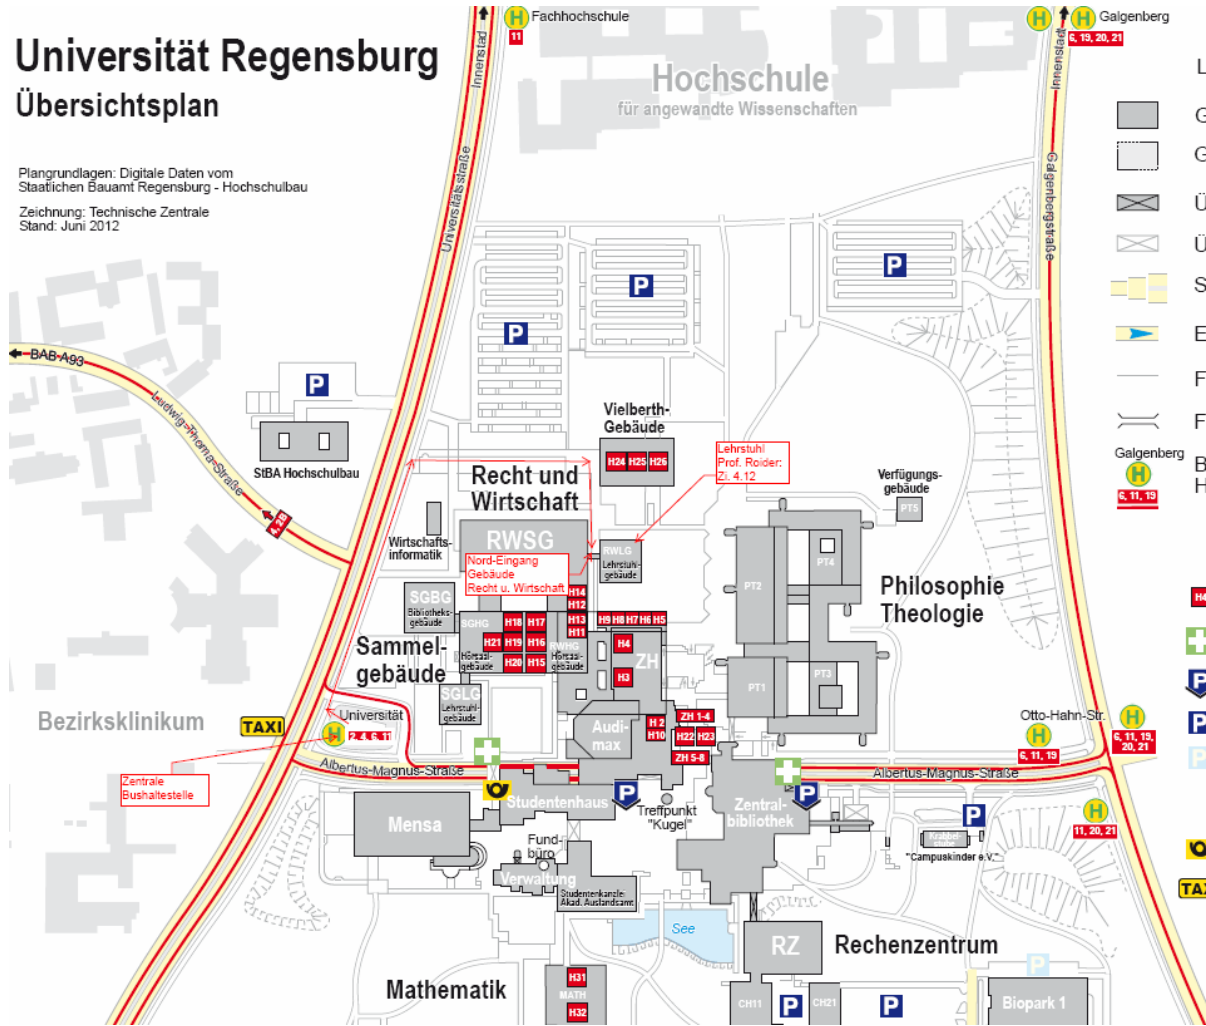 Universität Regensburg
Übersichtsplan
Plangrundlagen: Digitale Daten vom
Staatlichen Bauamt Regensburg - Hochschulbau
Zeichnung: Technische Zentrale
Stand: Juni 2012
Innenstad
H Fachhochschule
11
Hochschule
für angewandte Wissenschaften
H H Galgenberg
6, 19, 20, 21
Innenstadt
L
G
G
Ü
Ü
S
E
F
F
Galgenberg
H
6, 11, 19
B
H
Universitätsstraße
Galgenbergstraße
P
P
P
BAB A93
Ludwig-Thoma-Straße
P
StBA Hochschulbau
Vielberth-
Gebäude
H24 H25 H26
Lehrstuhl
Prof. Roider:
Zi. 4.12
Recht und
Wirtschaft
Verfügungs-
gebäude
PT5
Wirtschafts-
informatik
RWSG
Nord-Eingang
Gebäude
Recht u. Wirtschaft
RWLG
Lehrstuhl-
gebäude
PT2
PT4
Philosophie
Theologie
SGBG
Bibliotheks-
gebäude
H14
H12
H13
H11
H9 H8 H7 H6 H5
SGHG
H18 H17
H21 H19 H16
H20 H15
Hörsaal-
gebäude
RWHG
Hörsaal-
gebäude
H4
ZH
H3
Sammel-
gebäude
SGLG
Lehrstuhl-
gebäude
PT1
PT3
Bezirksklinikum
TAXI
Universität
H
2, 4, 6, 11
Audi-
max
H 2
H10
ZH 1-4
H22 H23
ZH 5-8
Otto-Hahn-Str.
H
6, 11, 19
H
6, 11, 19,
20, 21
Zentrale
Bushaltestelle
Albertus-Magnus-Straße
Albertus-Magnus-Straße
Mensa
Studentenhaus
P
Treffpunkt
"Kugel"
Zentral-
bibliothek
P
P
H
11, 20, 21
"Campuskinder e.V."
Fund-
büro
Verwaltung
Studentenkanzlei
Akad. Auslandsamt
See
RZ
Rechenzentrum
Mathematik
H31
MATH
H32
CH11
P
CH21
P
P
Biopark 1
P
P
P
TAX